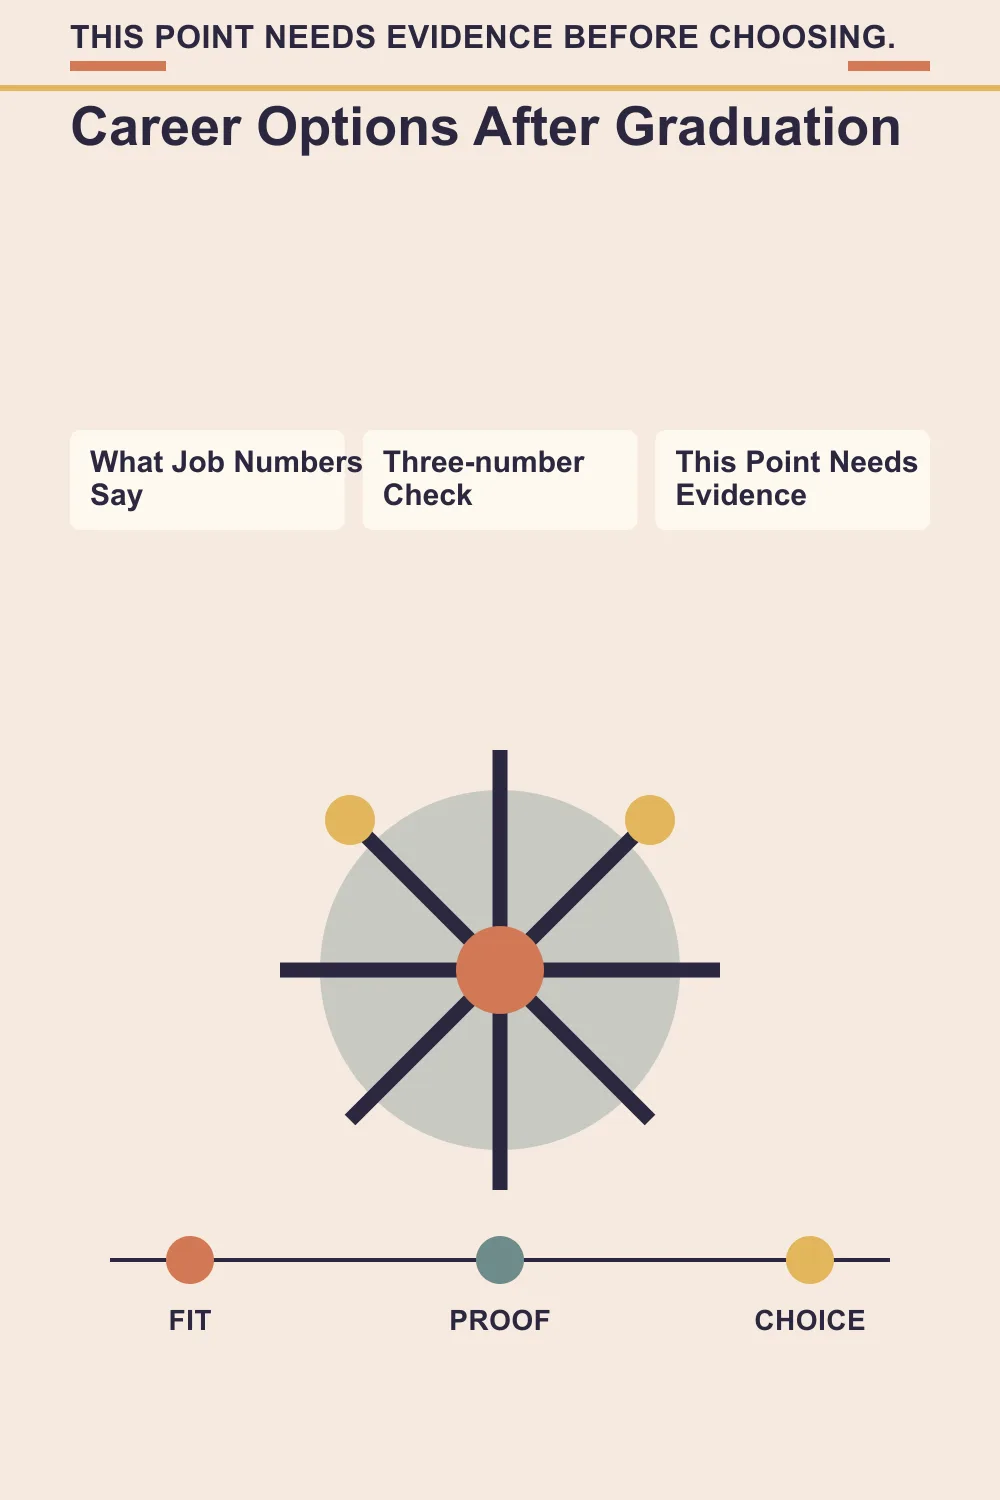 THIS POINT NEEDS EVIDENCE BEFORE CHOOSING.
Career Options After Graduation
What Job Numbers
Say
Three-number
Check
This Point Needs
Evidence
FIT
PROOF
CHOICE